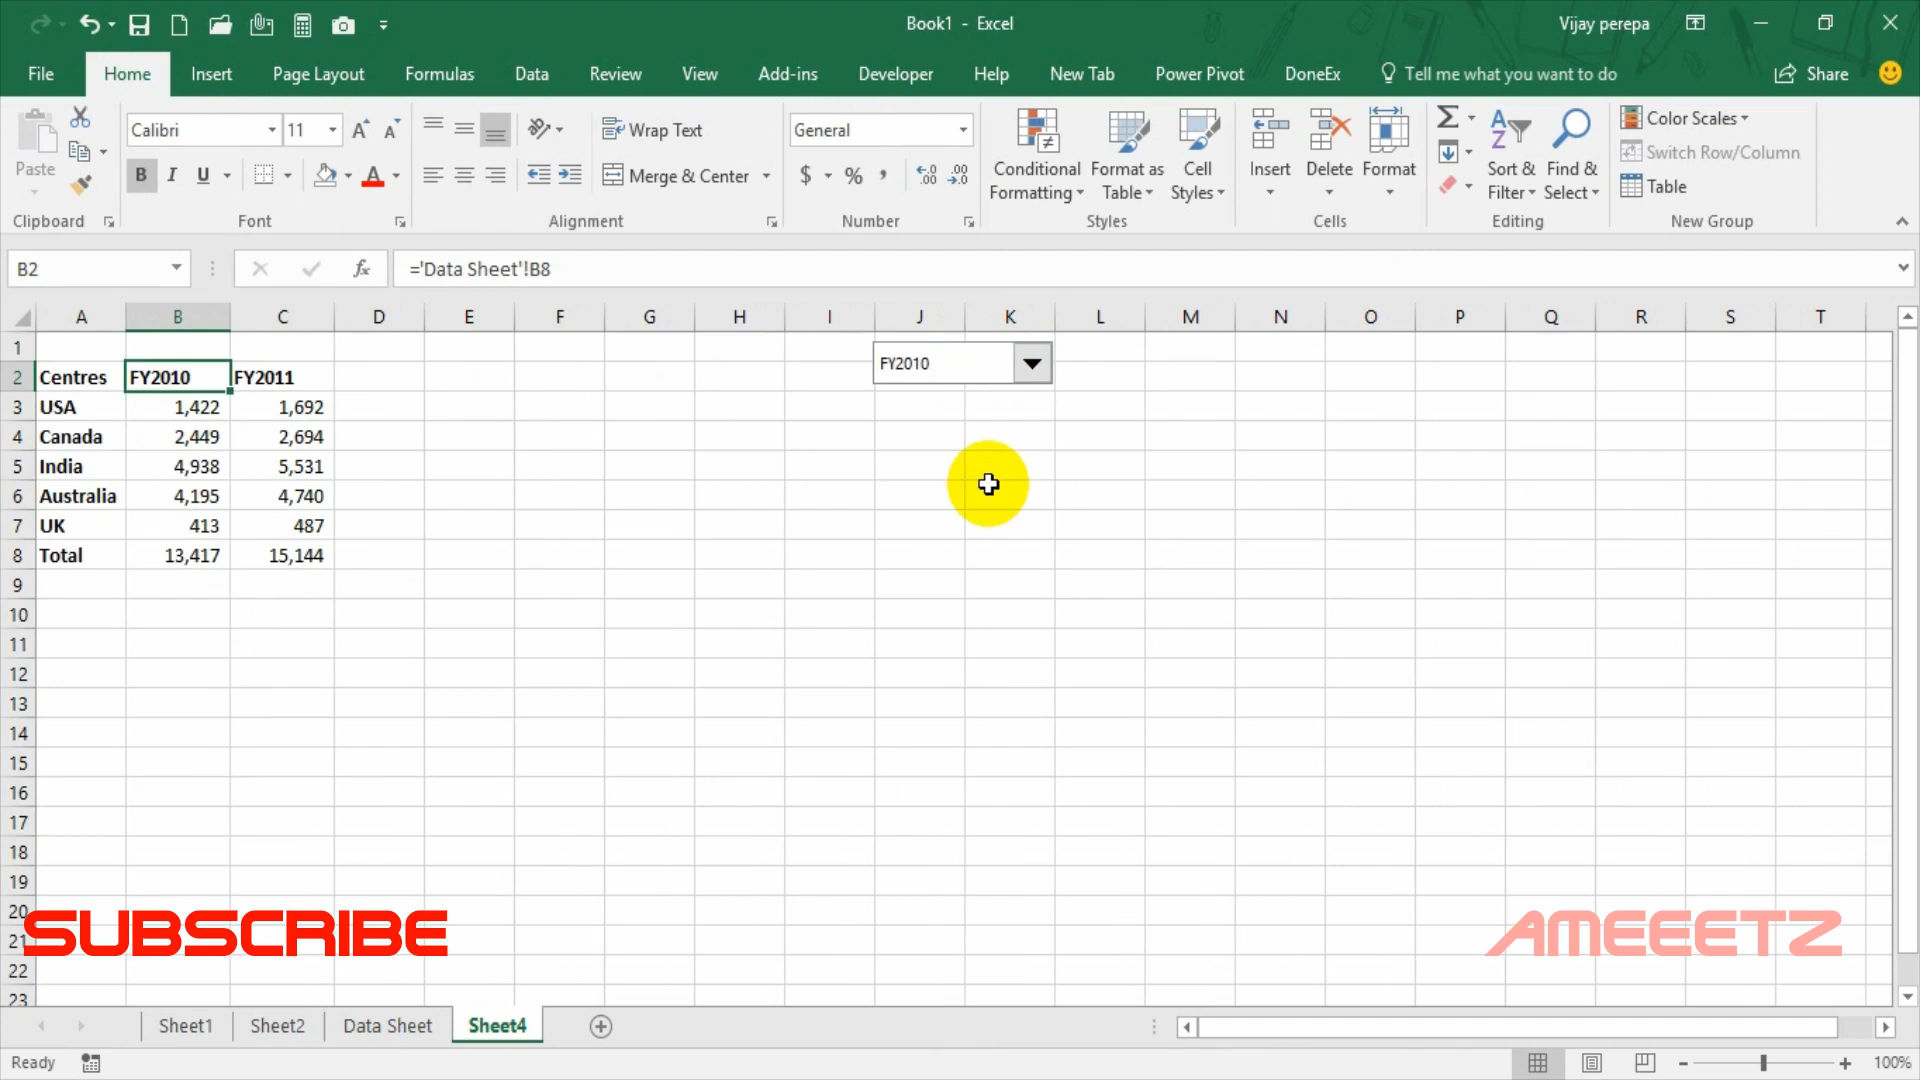 Book1 - Excel
Vijay perepa
File Home Insert Page Layout Formulas Data Review View Add-ins Developer Help New Tab Power Pivot DoneEx Tell me what you want to do Share
Paste
Clipboard
Calibri 11
B I U
Font
Wrap Text
Merge & Center
Alignment
General
$ % ,
Number
Conditional Formatting
Format as Table
Cell Styles
Styles
Insert Delete Format
Cells
Sort & Filter
Find & Select
Editing
Color Scales
Switch Row/Column
Table
New Group
B2 fx ='Data Sheet'!B8
A B C D E F G H I J K L M N O P Q R S T
1
FY2010
2 Centres FY2010 FY2011
3 USA 1,422 1,692
4 Canada 2,449 2,694
5 India 4,938 5,531
6 Australia 4,195 4,740
7 UK 413 487
8 Total 13,417 15,144
9
10
11
12
13
14
15
16
17
18
19
20
21
22
23
SUBSCRIBE
AMEEETZ
Sheet1 Sheet2 Data Sheet Sheet4
Ready
100%